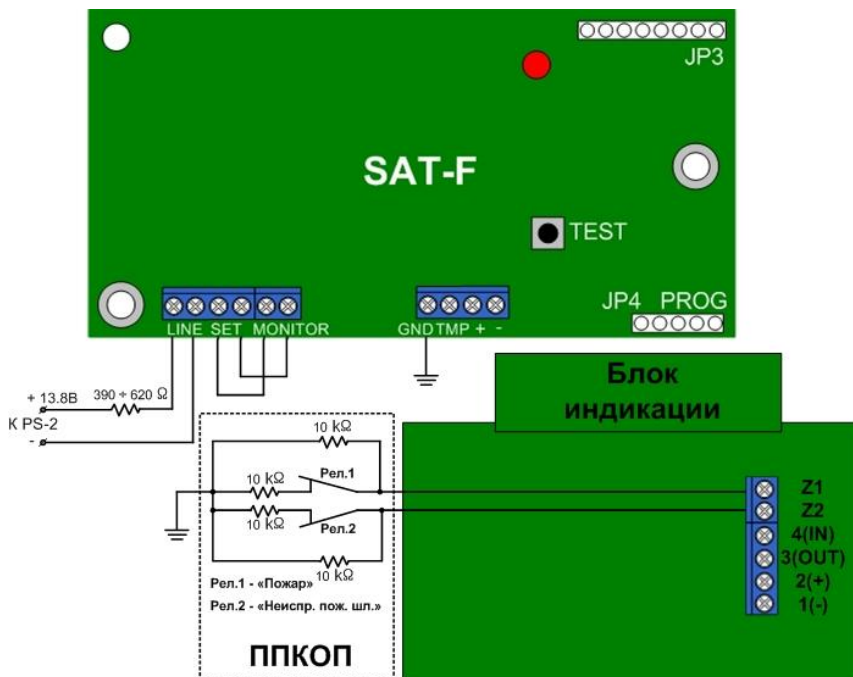 JP3
SAT-F
TEST
JP4 PROG
LINE SET MONITOR
GND TMP + -
+ 13.8В
390 ÷ 620 Ω
К PS-2
-
Блок
индикации
10 kΩ
10 kΩ
Рел.1
10 kΩ
Рел.2
10 kΩ
Рел.1 - «Пожар»
Рел.2 - «Неиспр. пож. шл.»
ППКОП
Z1
Z2
4(IN)
3(OUT)
2(+)
1(-)